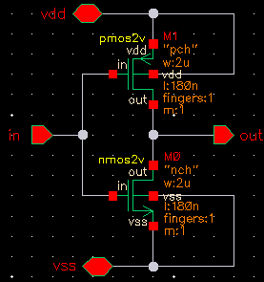 vdd
pmos2v
M1
vdd
"pch"
in
w:2u
vdd
l:180n
out
fingers:1
m:1
in
out
nmos2v
M0
out
"nch"
in
w:2u
vss
l:180n
vss
fingers:1
m:1
vss